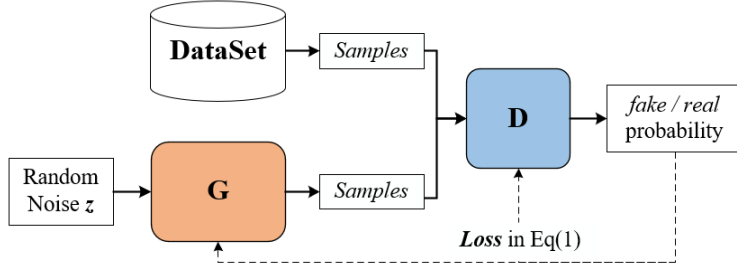 DataSet
Samples
D
fake / real
probability
Random
Noise z
G
Samples
Loss in Eq(1)